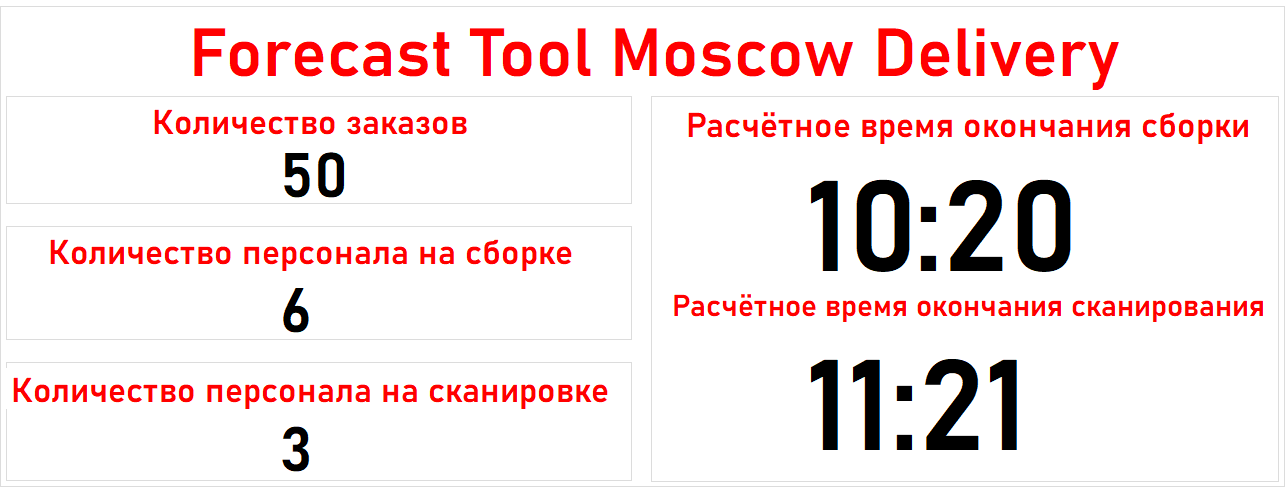 Forecast Tool Moscow Delivery
Количество заказов
50
Количество персонала на сборке
6
Количество персонала на сканировке
3
Расчётное время окончания сборки
10:20
Расчётное время окончания сканирования
11:21